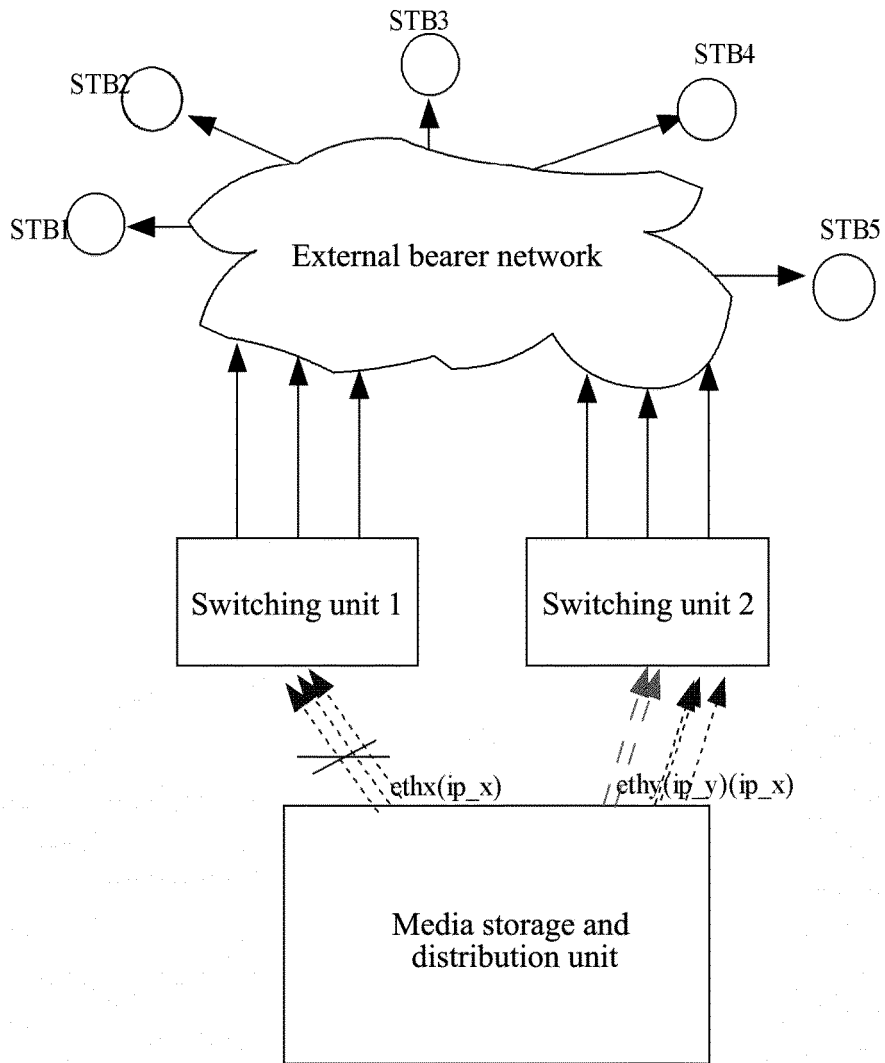 STB3
STB4
STB2
STB1
STB5
External bearer network
Switching unit 1
Switching unit 2
ethx(ip_x)
ethy(ip_y)(ip_x)
Media storage and
distribution unit